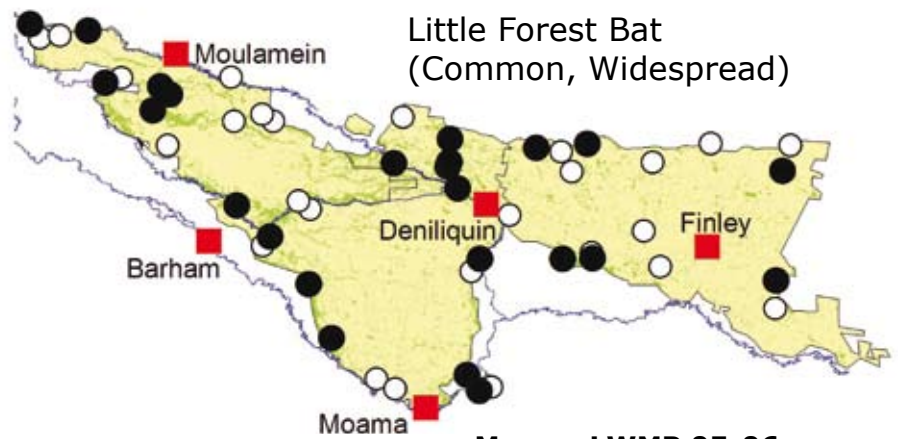 Little Forest Bat
(Common, Widespread)
Moulamein
Deniliquin
Finley
Barham
Moama